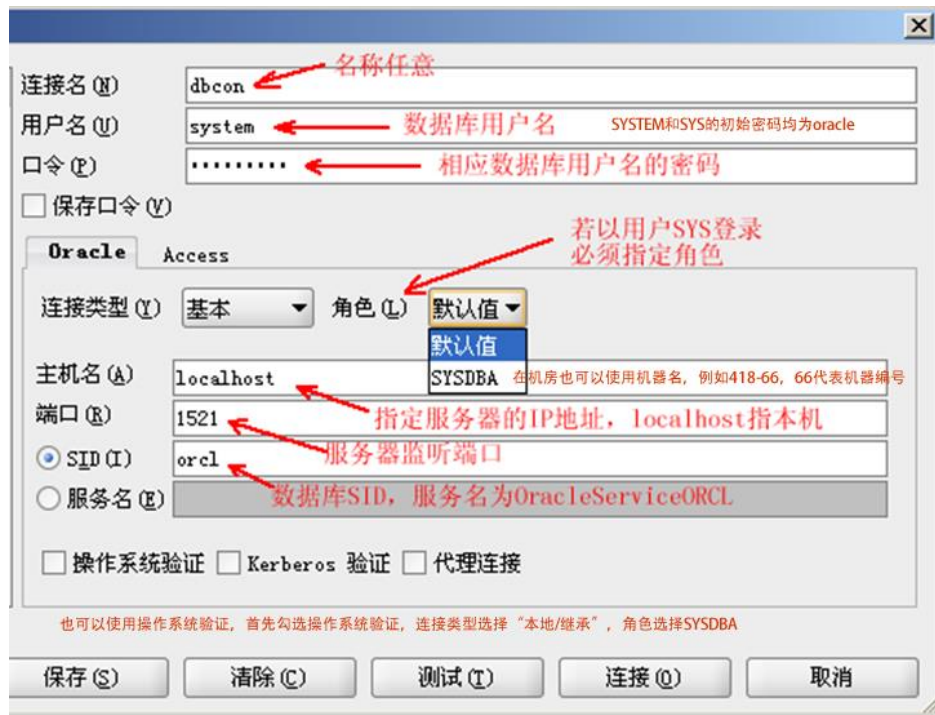 名称任意
连接名(N) dbcon
用户名(U) system 数据库用户名 SYSTEM和SYS的初始密码均为oracle
口令(P) ········· 相应数据库用户名的密码
保存口令(V)
若以用户SYS登录
必须指定角色
Oracle Access
连接类型(Y) 基本 角色(L) 默认值
默认值
主机名(A) localhost SYSDBA 在机房也可以使用机器名，例如418-66，66代表机器编号
端口(R) 1521 指定服务器的IP地址，localhost指本机
SID(I) orcl 服务器监听端口
服务名(E) 数据库SID，服务名为OracleServiceORCL
操作系统验证 Kerberos 验证 代理连接
也可以使用操作系统验证，首先勾选操作系统验证，连接类型选择“本地/继承”，角色选择SYSDBA
保存(S) 清除(C) 测试(T) 连接(O) 取消